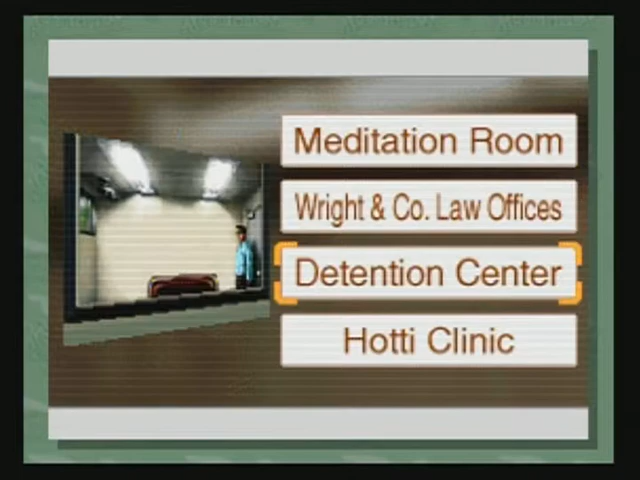 Meditation Room
Wright & Co. Law Offices
Detention Center
Hotti Clinic